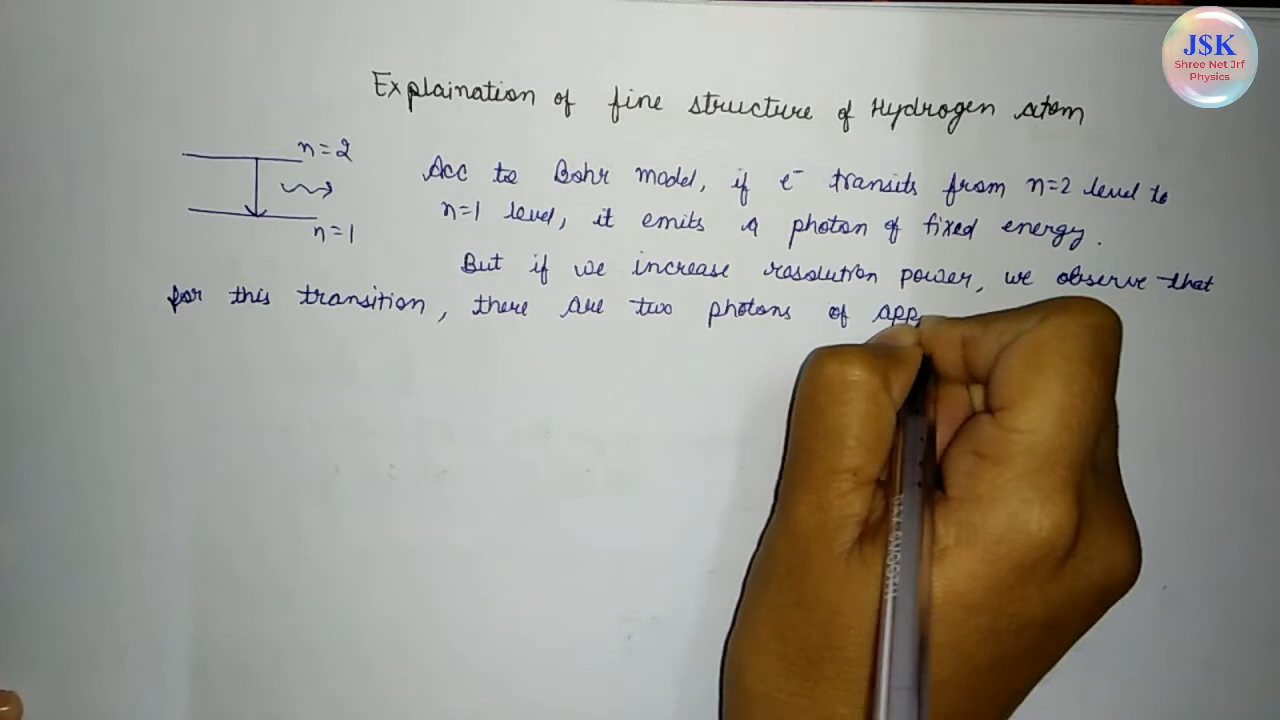 J$K
Shree Net Jrf
Physics
Explaination of fine structure of Hydrogen atom
n=2
n=1
Acc to Bohr model, if e⁻ transits from n=2 level to
n=1 level, it emits a photon of fixed energy.
But if we increase resolution power, we observe that
for this transition, there are two photons of app